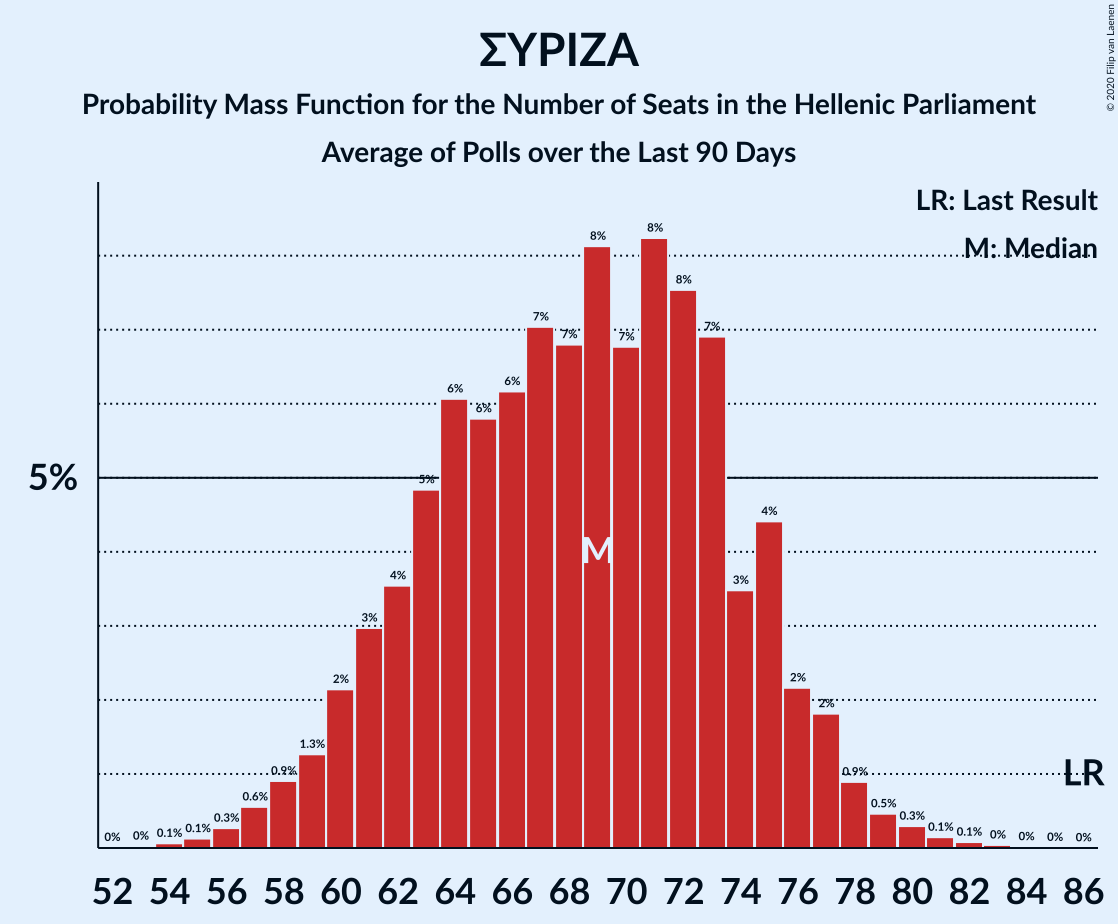 ΣΥΡΙΖΑ
Probability Mass Function for the Number of Seats in the Hellenic Parliament
Average of Polls over the Last 90 Days
© 2020 Filip van Laenen
LR: Last Result
M: Median
5%
0% 0% 0.1% 0.1% 0.3% 0.6% 0.9% 1.3% 2% 3% 4% 5% 6% 6% 6% 7% 7% 8% 7% 8% 8% 7% 3% 4% 2% 2% 0.9% 0.5% 0.3% 0.1% 0.1% 0% 0% 0% 0%
M
LR
52 54 56 58 60 62 64 66 68 70 72 74 76 78 80 82 84 86